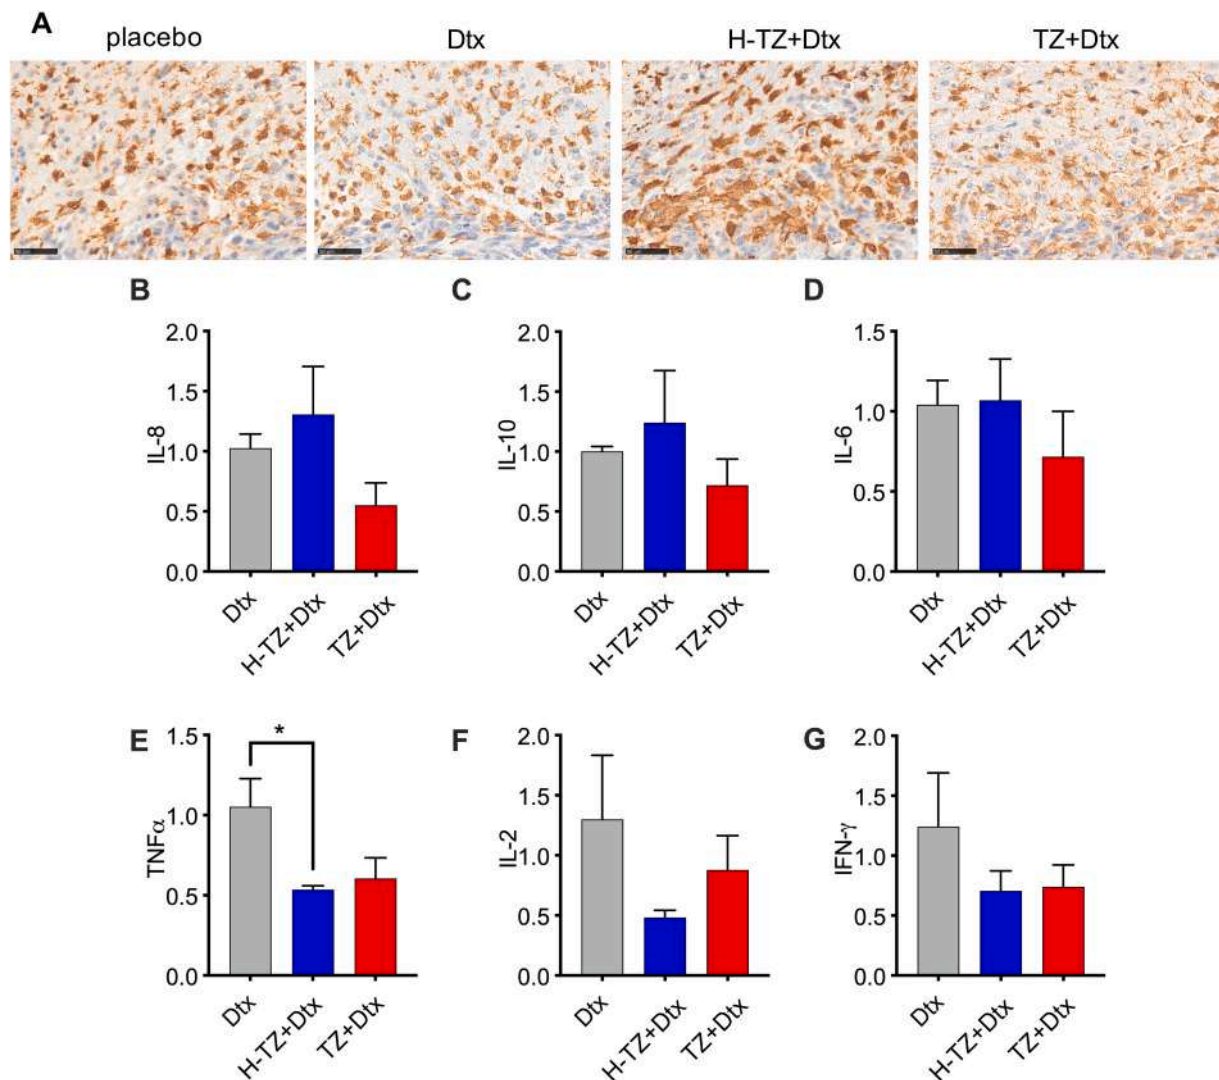 A
placebo Dtx H-TZ+Dtx TZ+Dtx
B C D
2.0 2.0 1.5
1.5 1.5 1.0
1.0 1.0 0.5
0.5 0.5 0.0
0.0 0.0
IL-8 IL-10 IL-6
Dtx H-TZ+Dtx TZ+Dtx Dtx H-TZ+Dtx TZ+Dtx Dtx H-TZ+Dtx TZ+Dtx
E F G
*
1.5 2.0 2.0
1.0 1.5 1.5
0.5 1.0 1.0
0.0 0.5 0.5
0.0 0.0
TNFα IL-2 IFN-γ
Dtx H-TZ+Dtx TZ+Dtx Dtx H-TZ+Dtx TZ+Dtx Dtx H-TZ+Dtx TZ+Dtx